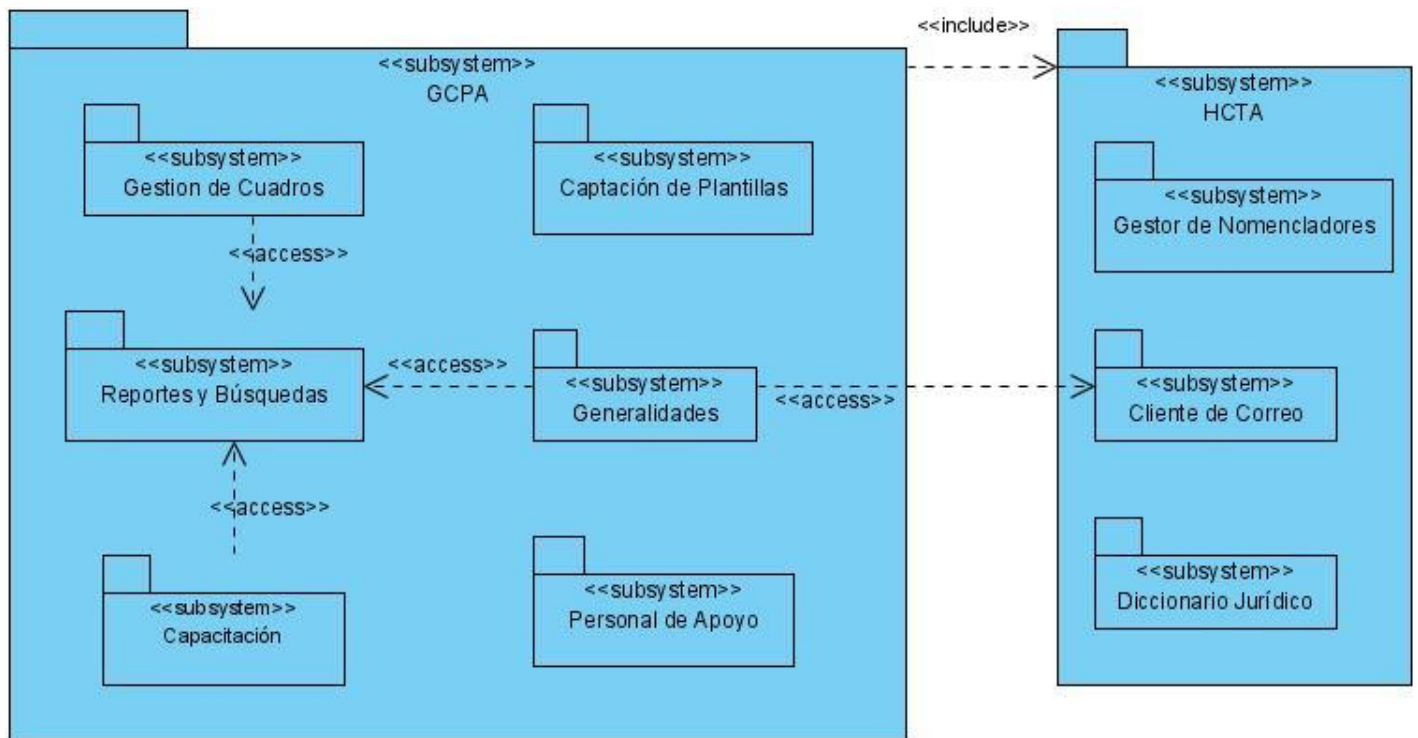 <<include>>
<<subsystem>>
GCPA
<<subsystem>>
Gestion de Cuadros
<<subsystem>>
Captación de Plantillas
<<access>>
<<subsystem>>
Reportes y Búsquedas
<<access>>
<<subsystem>>
Generalidades
<<access>>
<<access>>
<<subsystem>>
Capacitación
<<subsystem>>
Personal de Apoyo
<<subsystem>>
HCTA
<<subsystem>>
Gestor de Nomencladores
<<subsystem>>
Cliente de Correo
<<subsystem>>
Diccionario Jurídico